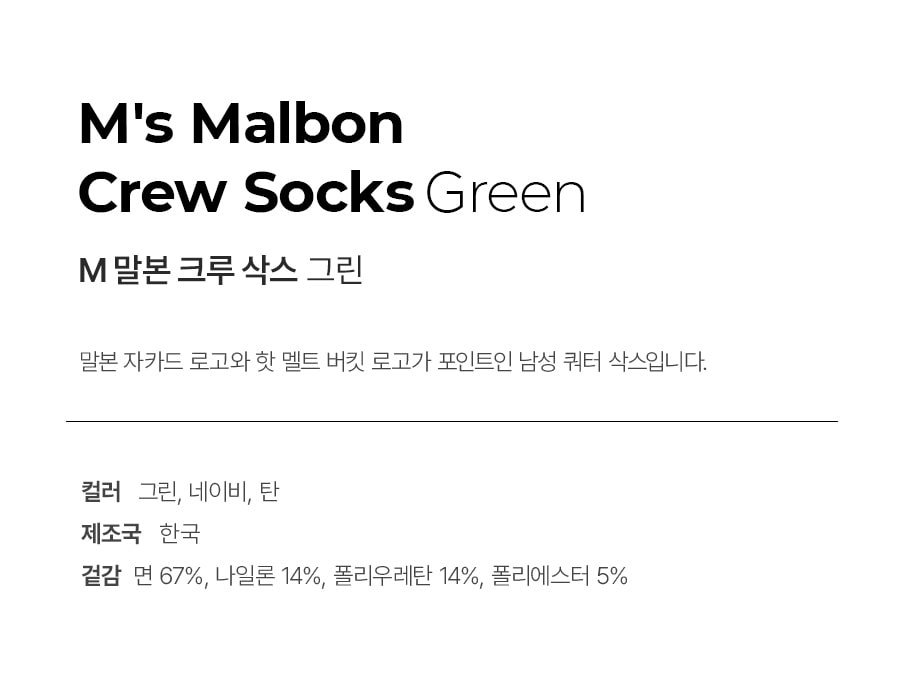 M's Malbon
Crew Socks Green
M 말본 크루 삭스 그린
말본 자카드 로고와 핫 멜트 버킷 로고가 포인트인 남성 쿼터 삭스입니다.
컬러 그린, 네이비, 탄
제조국 한국
겉감 면 67%, 나일론 14%, 폴리우레탄 14%, 폴리에스터 5%